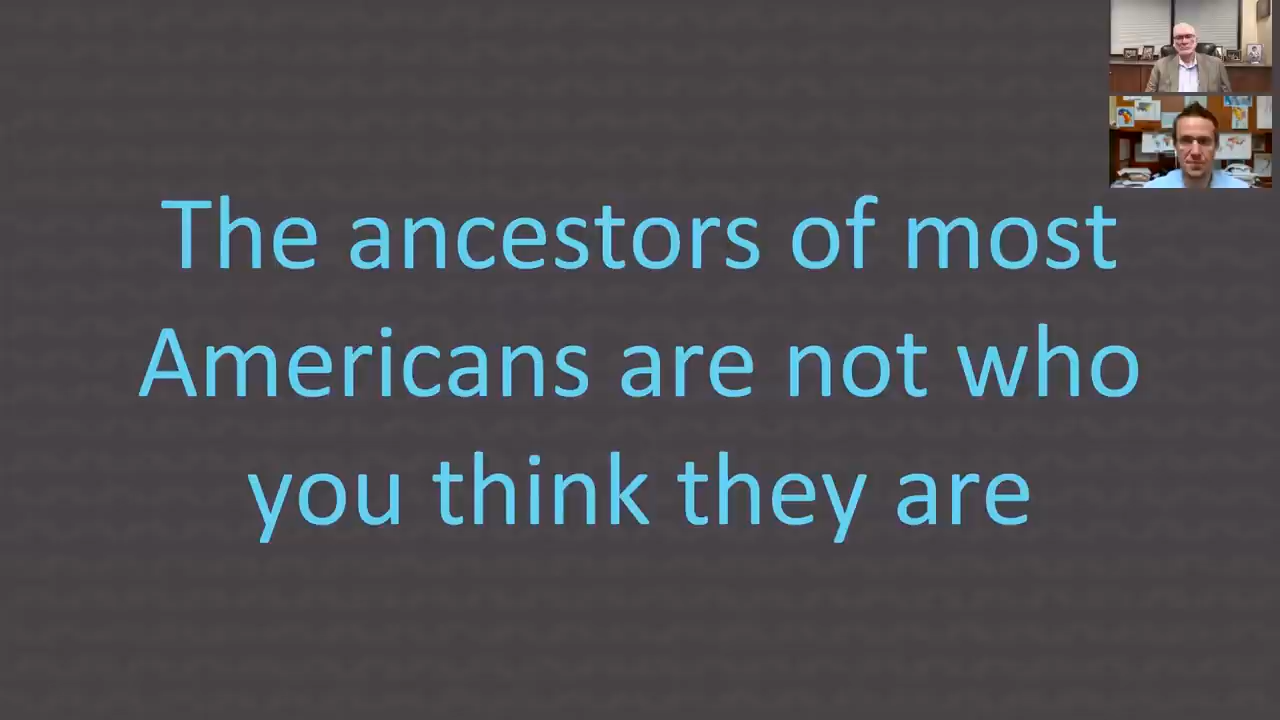 The ancestors of most
Americans are not who
you think they are